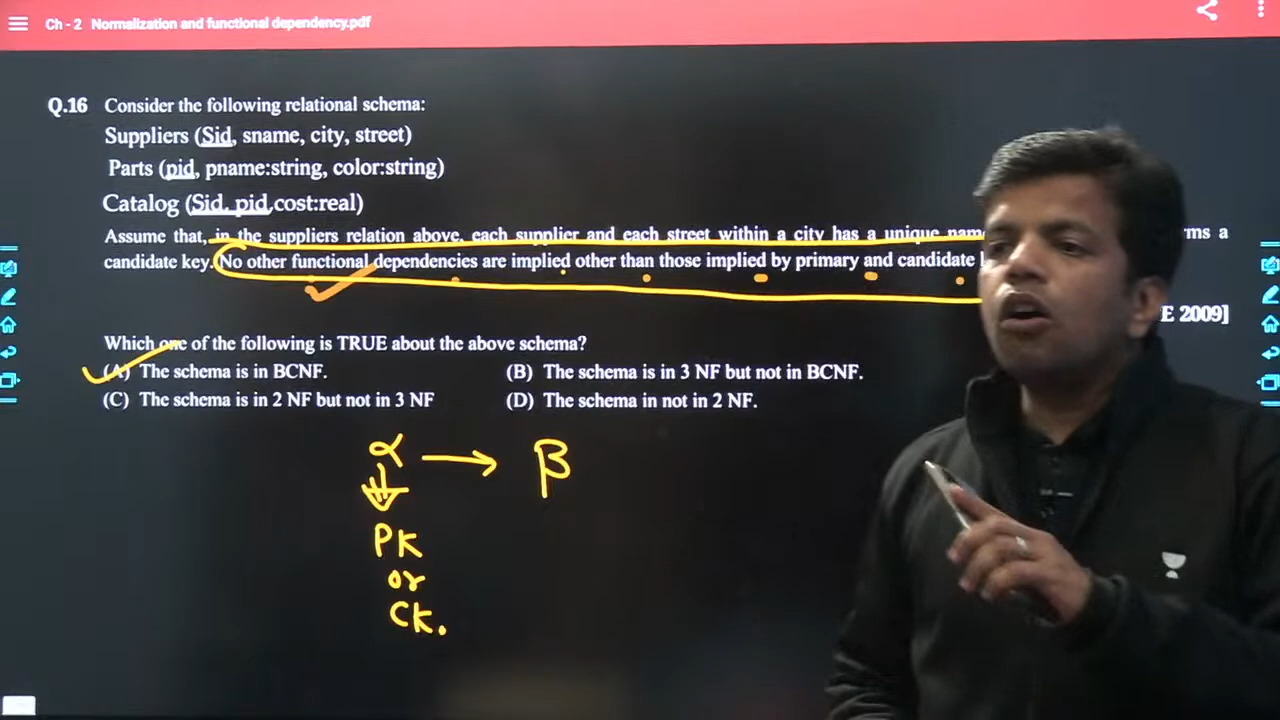 Ch - 2 Normalization and functional dependency.pdf
Q.16 Consider the following relational schema:
Suppliers (Sid, sname, city, street)
Parts (pid, pname:string, color:string)
Catalog (Sid, pid,cost:real)
Assume that, in the suppliers relation above, each supplier and each street within a city has a unique rms a
candidate key. No other functional dependencies are implied other than those implied by primary and candidate
E 2009]
Which one of the following is TRUE about the above schema?
(A) The schema is in BCNF. (B) The schema is in 3 NF but not in BCNF.
(C) The schema is in 2 NF but not in 3 NF (D) The schema in not in 2 NF.
α → β
PK
or
CK.